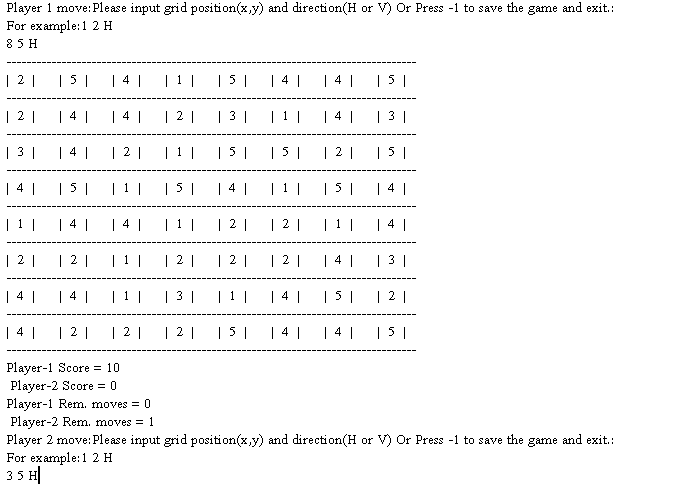 Player 1 move:Please input grid position(x,y) and direction(H or V) Or Press -1 to save the game and exit.:
For example:1 2 H
8 5 H
--------------------------------------------------------------------------------
| 2 | | 5 | | 4 | | 1 | | 5 | | 4 | | 4 | | 5 |
--------------------------------------------------------------------------------
| 2 | | 4 | | 4 | | 2 | | 3 | | 1 | | 4 | | 3 |
--------------------------------------------------------------------------------
| 3 | | 4 | | 2 | | 1 | | 5 | | 5 | | 2 | | 5 |
--------------------------------------------------------------------------------
| 4 | | 5 | | 1 | | 5 | | 4 | | 1 | | 5 | | 4 |
--------------------------------------------------------------------------------
| 1 | | 4 | | 4 | | 1 | | 2 | | 2 | | 1 | | 4 |
--------------------------------------------------------------------------------
| 2 | | 2 | | 1 | | 2 | | 2 | | 2 | | 4 | | 3 |
--------------------------------------------------------------------------------
| 4 | | 4 | | 1 | | 3 | | 1 | | 4 | | 5 | | 2 |
--------------------------------------------------------------------------------
| 4 | | 2 | | 2 | | 2 | | 5 | | 4 | | 4 | | 5 |
--------------------------------------------------------------------------------
Player-1 Score = 10
Player-2 Score = 0
Player-1 Rem. moves = 0
Player-2 Rem. moves = 1
Player 2 move:Please input grid position(x,y) and direction(H or V) Or Press -1 to save the game and exit.:
For example:1 2 H
3 5 H